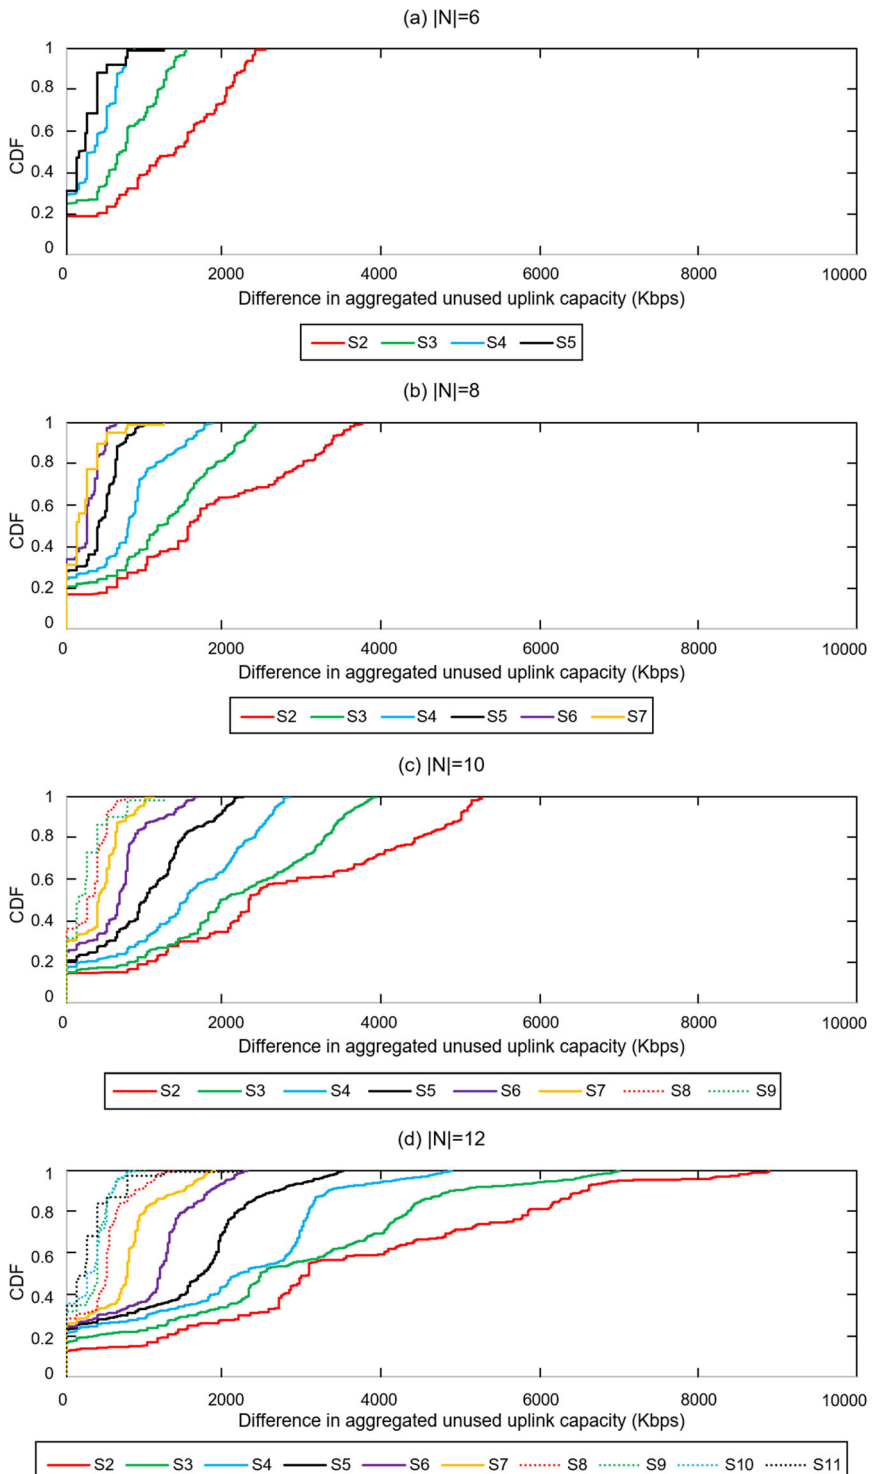 (a) |N|=6
1
0.8
0.6
0.4
0.2
0
CDF
0 2000 4000 6000 8000 10000
Difference in aggregated unused uplink capacity (Kbps)
S2 S3 S4 S5
(b) |N|=8
1
0.8
0.6
0.4
0.2
0
CDF
0 2000 4000 6000 8000 10000
Difference in aggregated unused uplink capacity (Kbps)
S2 S3 S4 S5 S6 S7
(c) |N|=10
1
0.8
0.6
0.4
0.2
0
CDF
0 2000 4000 6000 8000 10000
Difference in aggregated unused uplink capacity (Kbps)
S2 S3 S4 S5 S6 S7 S8 S9
(d) |N|=12
1
0.8
0.6
0.4
0.2
0
CDF
0 2000 4000 6000 8000 10000
Difference in aggregated unused uplink capacity (Kbps)
S2 S3 S4 S5 S6 S7 S8 S9 S10 S11